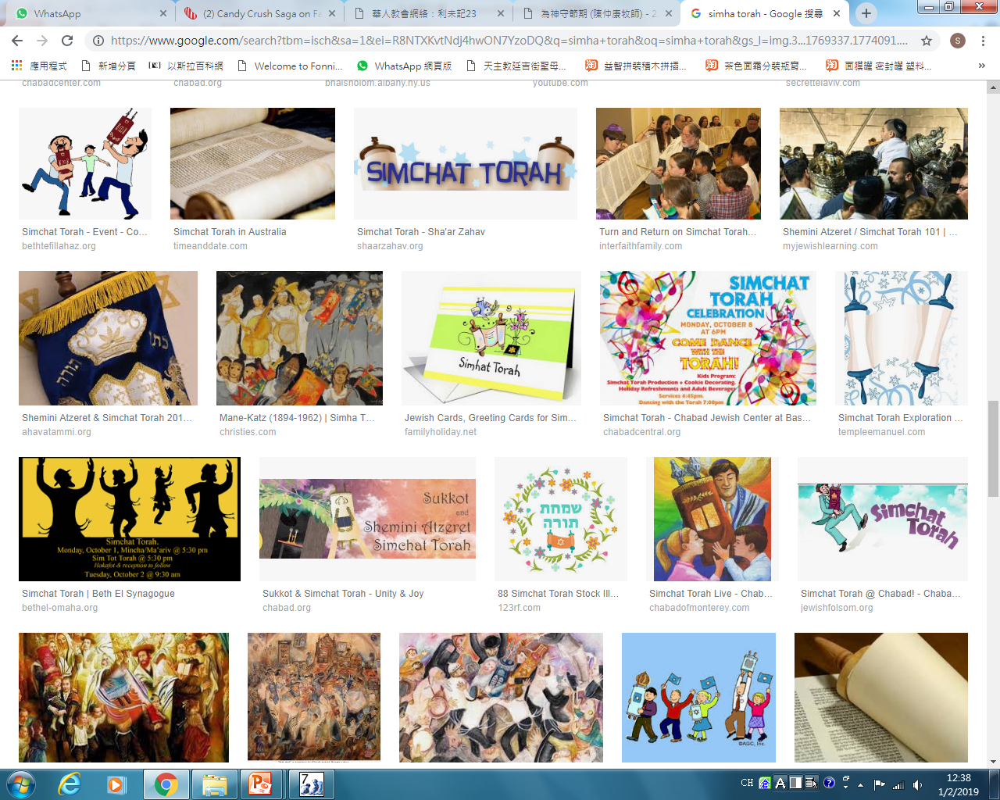 WhatsApp
(2) Candy Crush Saga on Fa
華人教會網絡：利未記23
為神守節期 (陳仲庚牧師) - 2
simha torah - Google 搜尋
https://www.google.com/search?tbm=isch&sa=1&ei=R8NTXKvtNdj4hwON7YzoDQ&q=simha+torah&oq=simha+torah&gs_l=img.3...1769337.1774091....
S
應用程式
新增分頁
以斯拉百科網
Welcome to Fonni...
WhatsApp 網頁版
天主教延吉街聖母...
益智拼裝積木拼插...
茶色面霜分裝瓶膏...
面膜罐 密封罐 塑料...
»
chabadcenter.com
chabad.org
bnaisholom.albany.ny.us
youtube.com
secrettelaviv.com
SIMCHAT TORAH
Simchat Torah - Event - Co...
bethtefillahaz.org
Simchat Torah in Australia
timeanddate.com
Simchat Torah - Sha'ar Zahav
shaarzahav.org
Turn and Return on Simchat Torah...
interfaithfamily.com
Shemini Atzeret / Simchat Torah 101 | ...
myjewishlearning.com
Simhat Torah
SIMCHAT
TORAH
CELEBRATION
MONDAY, OCTOBER 8
AT 6PM
COME DANCE
WITH THE
TORAH!
Kids Program:
Simchat Torah Production + Cookie Decorating.
Holiday Refreshments and Adult Beverages
Services 6:45pm.
Dancing with the Torah 7:00pm
Shemini Atzeret & Simchat Torah 201...
ahavatammi.org
Mane-Katz (1894-1962) | Simha T...
christies.com
Jewish Cards, Greeting Cards for Sim...
familyholiday.net
Simchat Torah - Chabad Jewish Center at Bas...
chabadcentral.org
Simchat Torah Exploration ...
templeemanuel.com
Simchat Torah.
Monday, October 1, Mincha/Ma'ariv @ 5:30 pm
Sim Tot Torah @ 5:30 pm
Hakafot & reception to follow
Tuesday, October 2 @ 9:30 am
Sukkot
and
Shemini Atzeret
Simchat Torah
שמחת
תורה
Simchat
Torah
Simchat Torah | Beth El Synagogue
bethel-omaha.org
Sukkot & Simchat Torah - Unity & Joy
chabad.org
88 Simchat Torah Stock Ill...
123rf.com
Simchat Torah Live - Chab...
chabadofmonterey.com
Simchat Torah @ Chabad! - Chaba...
jewishfolsom.org
©AGC, Inc.
CH
12:38
1/2/2019